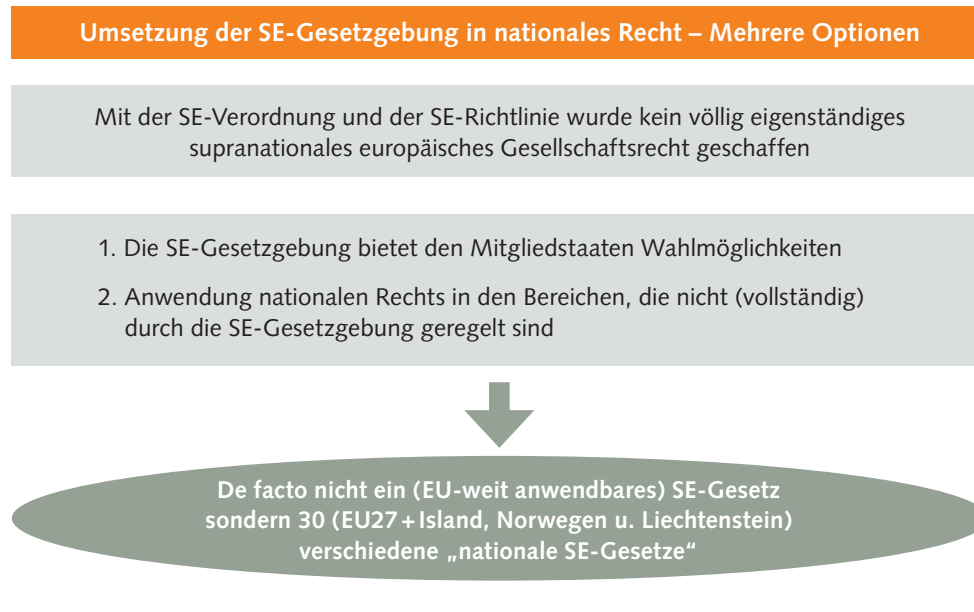 Umsetzung der SE-Gesetzgebung in nationales Recht – Mehrere Optionen
Mit der SE-Verordnung und der SE-Richtlinie wurde kein völlig eigenständiges
supranationales europäisches Gesellschaftsrecht geschaffen
1. Die SE-Gesetzgebung bietet den Mitgliedstaaten Wahlmöglichkeiten
2. Anwendung nationalen Rechts in den Bereichen, die nicht (vollständig)
durch die SE-Gesetzgebung geregelt sind
De facto nicht ein (EU-weit anwendbares) SE-Gesetz
sondern 30 (EU27+Island, Norwegen u. Liechtenstein)
verschiedene „nationale SE-Gesetze“